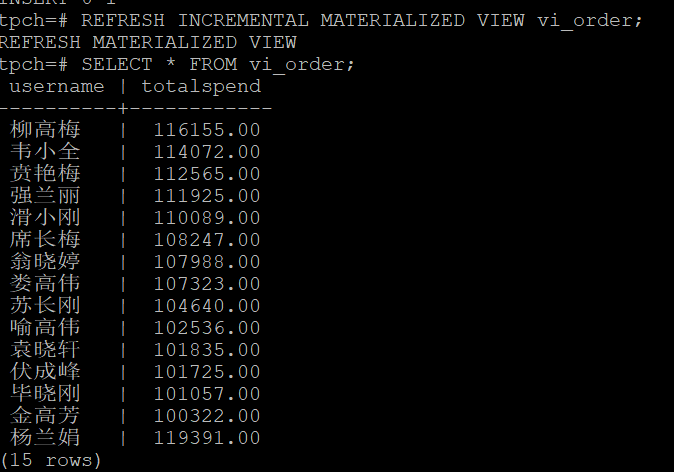 INSERT 0 1
tpch=# REFRESH INCREMENTAL MATERIALIZED VIEW vi_order;
REFRESH MATERIALIZED VIEW
tpch=# SELECT * FROM vi_order;
 username | totalspend
----------+------------
 柳高梅   |  116155.00
 韦小全   |  114072.00
 贲艳梅   |  112565.00
 强兰丽   |  111925.00
 滑小刚   |  110089.00
 席长梅   |  108247.00
 翁晓婷   |  107988.00
 娄高伟   |  107323.00
 苏长刚   |  104640.00
 喻高伟   |  102536.00
 袁晓轩   |  101835.00
 伏成峰   |  101725.00
 毕晓刚   |  101057.00
 金高芳   |  100322.00
 杨兰娟   |  119391.00
(15 rows)